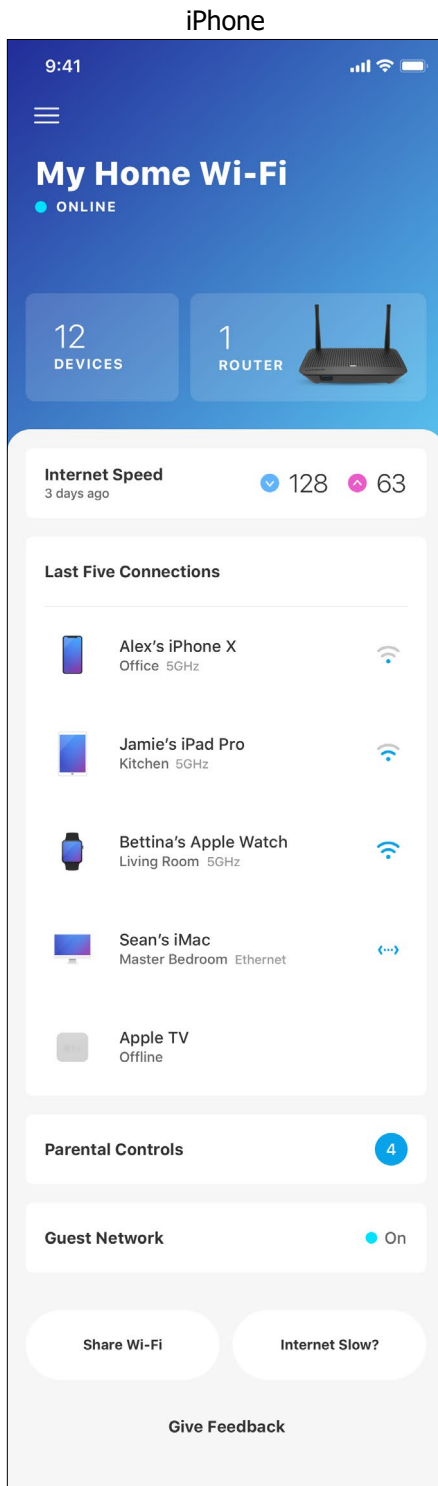 iPhone
9:41
My Home Wi-Fi
ONLINE
12
DEVICES
1
ROUTER
Internet Speed
3 days ago
128
63
Last Five Connections
Alex's iPhone X
Office 5GHz
Jamie's iPad Pro
Kitchen 5GHz
Bettina's Apple Watch
Living Room 5GHz
Sean's iMac
Master Bedroom Ethernet
Apple TV
Offline
Parental Controls
4
Guest Network
On
Share Wi-Fi
Internet Slow?
Give Feedback